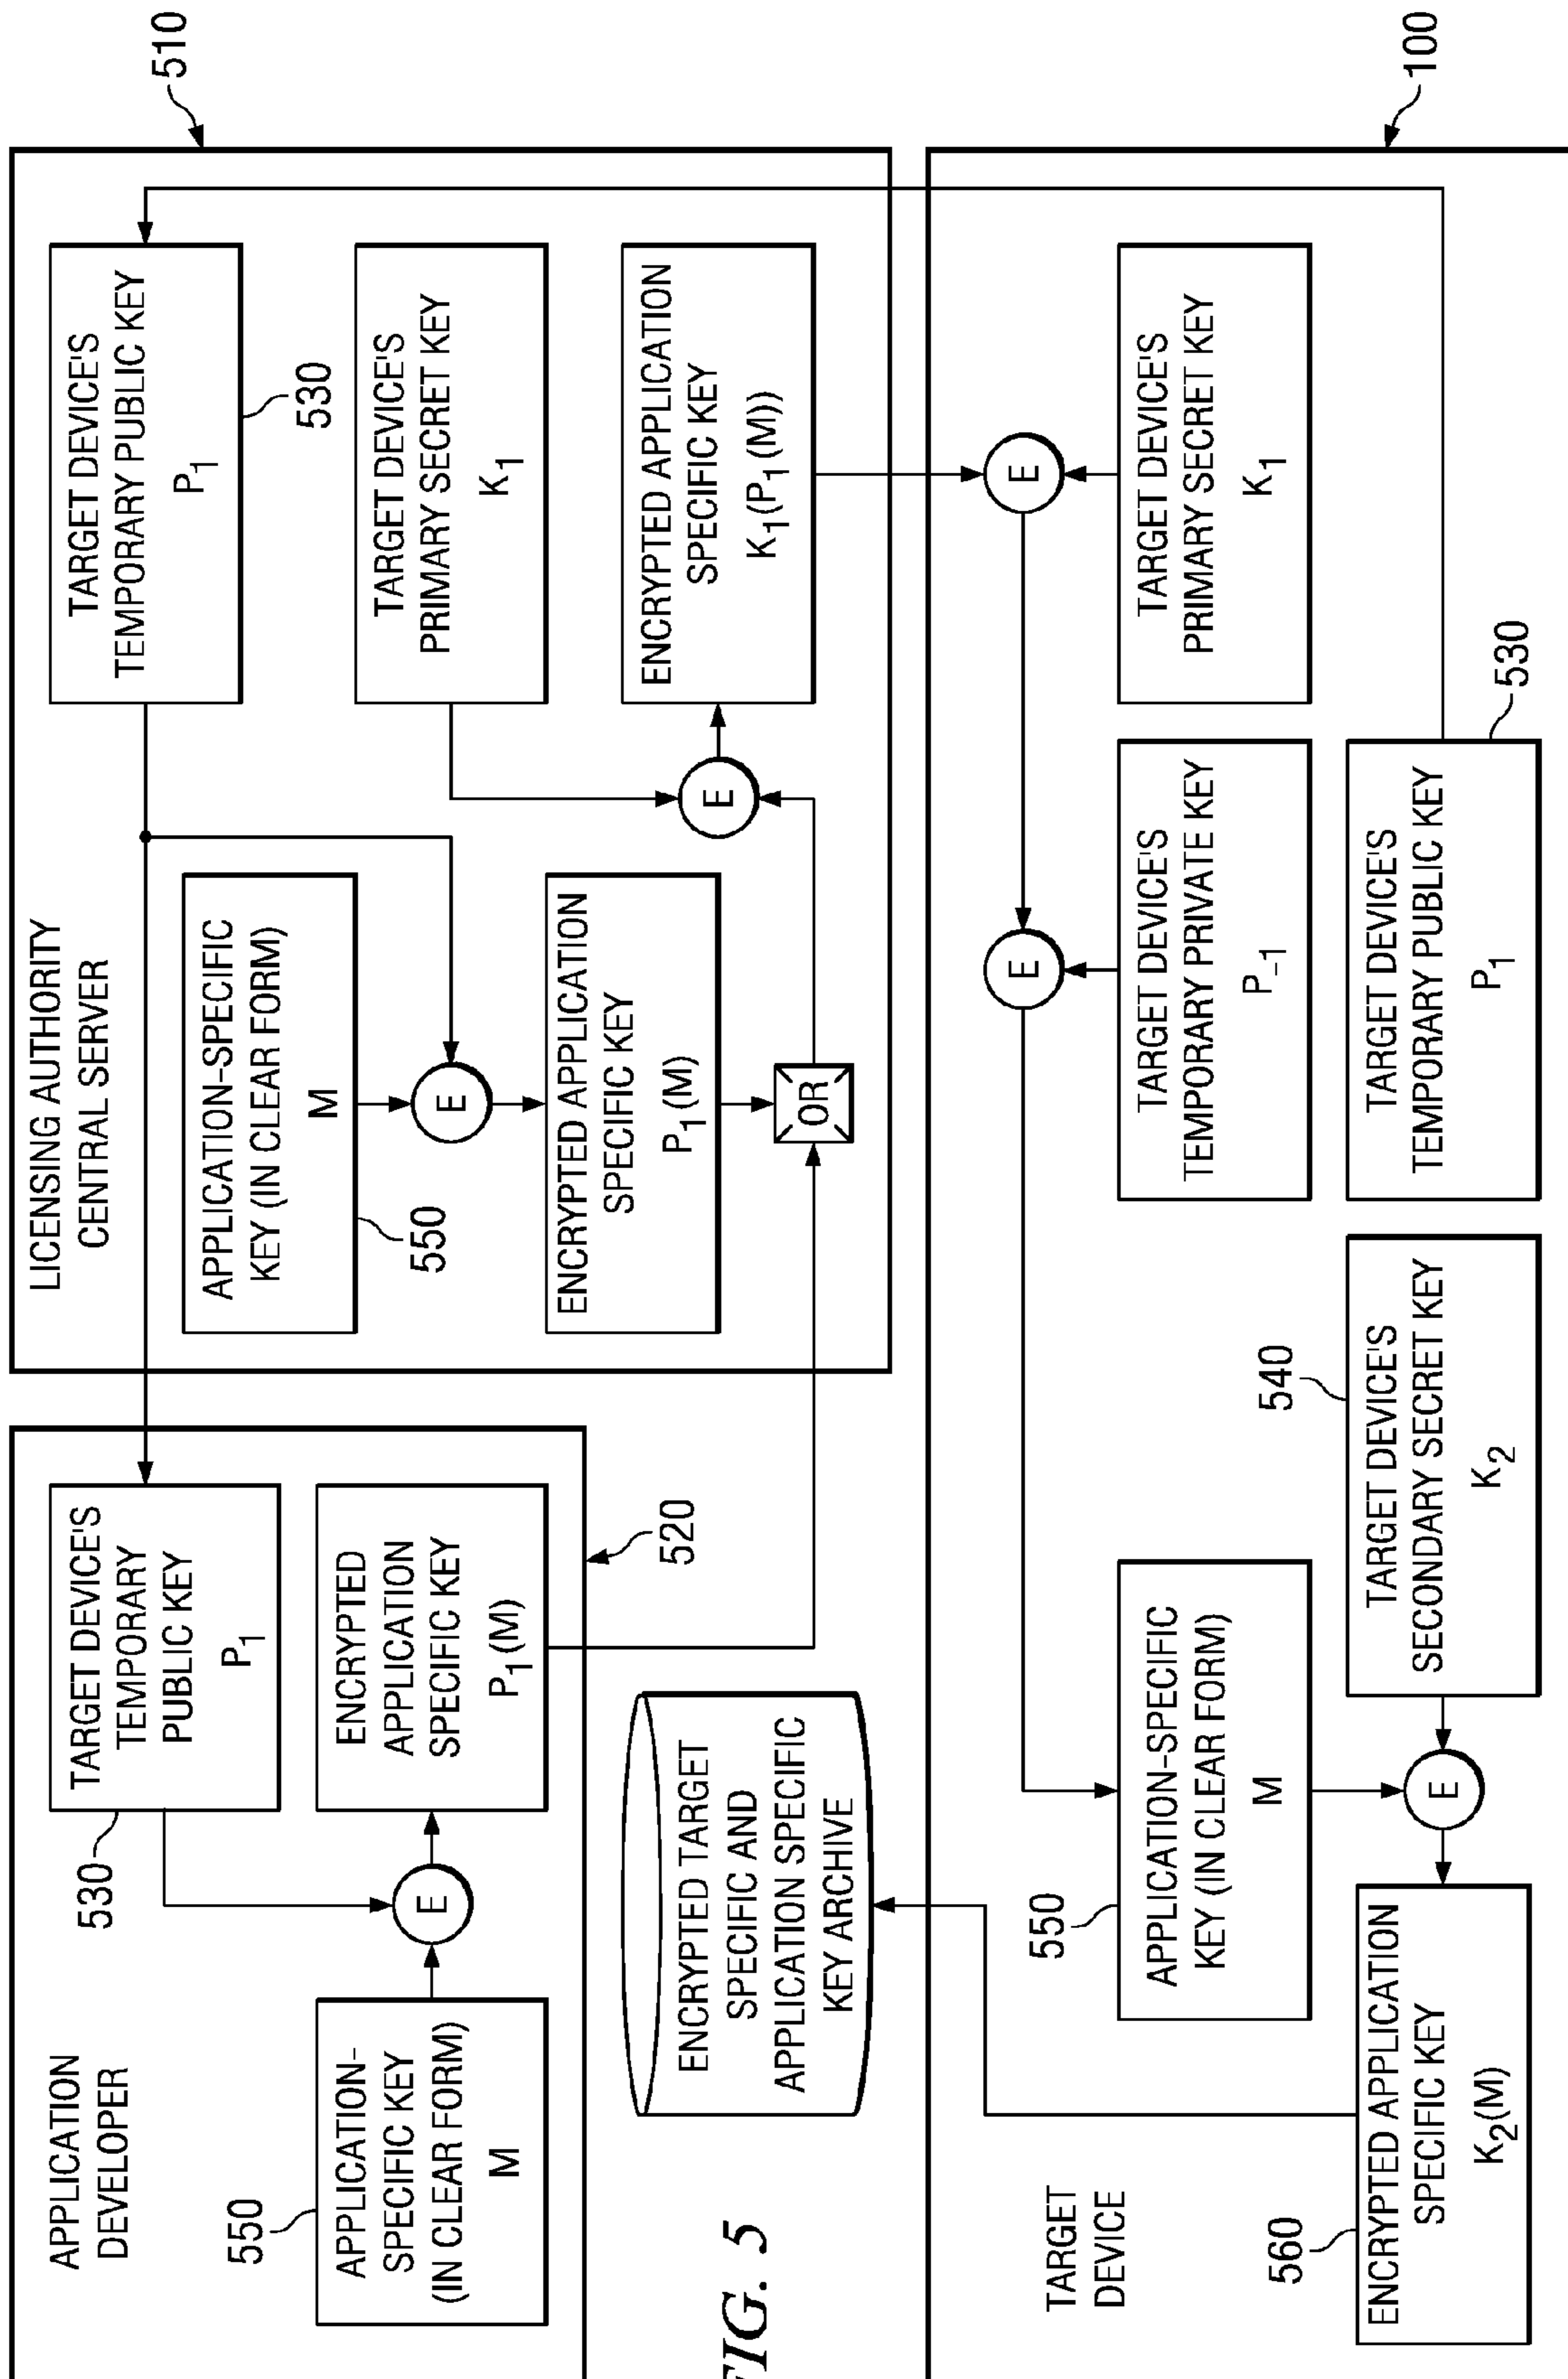 APPLICATION
DEVELOPER
550
APPLICATION-
SPECIFIC KEY
(IN CLEAR FORM)
M
E
530
TARGET DEVICE'S
TEMPORARY
PUBLIC KEY
P1
ENCRYPTED
APPLICATION
SPECIFIC KEY
P1(M)
520
LICENSING AUTHORITY
CENTRAL SERVER
510
APPLICATION-SPECIFIC
KEY (IN CLEAR FORM)
M
550
E
ENCRYPTED APPLICATION
SPECIFIC KEY
P1(M)
OR
TARGET DEVICE'S
TEMPORARY PUBLIC KEY
P1
530
TARGET DEVICE'S
PRIMARY SECRET KEY
K1
E
ENCRYPTED APPLICATION
SPECIFIC KEY
K1(P1(M))
ENCRYPTED TARGET
SPECIFIC AND
APPLICATION SPECIFIC
KEY ARCHIVE
FIG. 5
TARGET
DEVICE
100
560
ENCRYPTED APPLICATION
SPECIFIC KEY
K2(M)
550
APPLICATION-SPECIFIC
KEY (IN CLEAR FORM)
M
E
540
TARGET DEVICE'S
SECONDARY SECRET KEY
K2
E
TARGET DEVICE'S
TEMPORARY PRIVATE KEY
P-1
TARGET DEVICE'S
TEMPORARY PUBLIC KEY
P1
530
E
TARGET DEVICE'S
PRIMARY SECRET KEY
K1